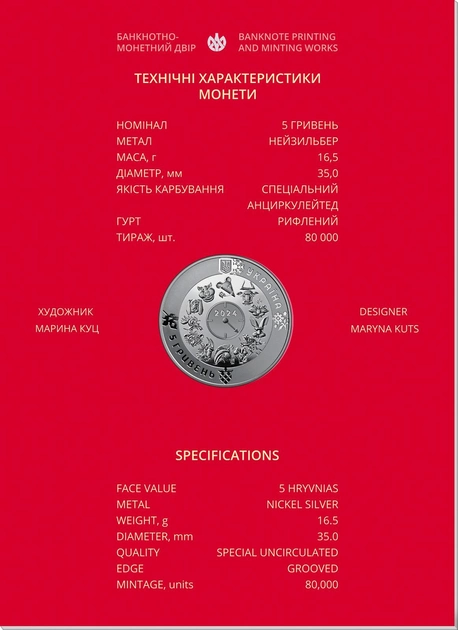 БАНКНОТНО-
МОНЕТНИЙ ДВІР
BANKNOTE PRINTING
AND MINTING WORKS
ТЕХНІЧНІ ХАРАКТЕРИСТИКИ
МОНЕТИ
НОМІНАЛ 5 ГРИВЕНЬ
МЕТАЛ НЕЙЗИЛЬБЕР
МАСА, г 16,5
ДІАМЕТР, мм 35,0
ЯКІСТЬ КАРБУВАННЯ СПЕЦІАЛЬНИЙ
АНЦИРКУЛЕЙТЕД
ГУРТ РИФЛЕНИЙ
ТИРАЖ, шт. 80 000
УКРАЇНА
2024
5 ГРИВЕНЬ
ХУДОЖНИК
МАРИНА КУЦ
DESIGNER
MARYNA KUTS
SPECIFICATIONS
FACE VALUE 5 HRYVNIAS
METAL NICKEL SILVER
WEIGHT, g 16.5
DIAMETER, mm 35.0
QUALITY SPECIAL UNCIRCULATED
EDGE GROOVED
MINTAGE, units 80,000